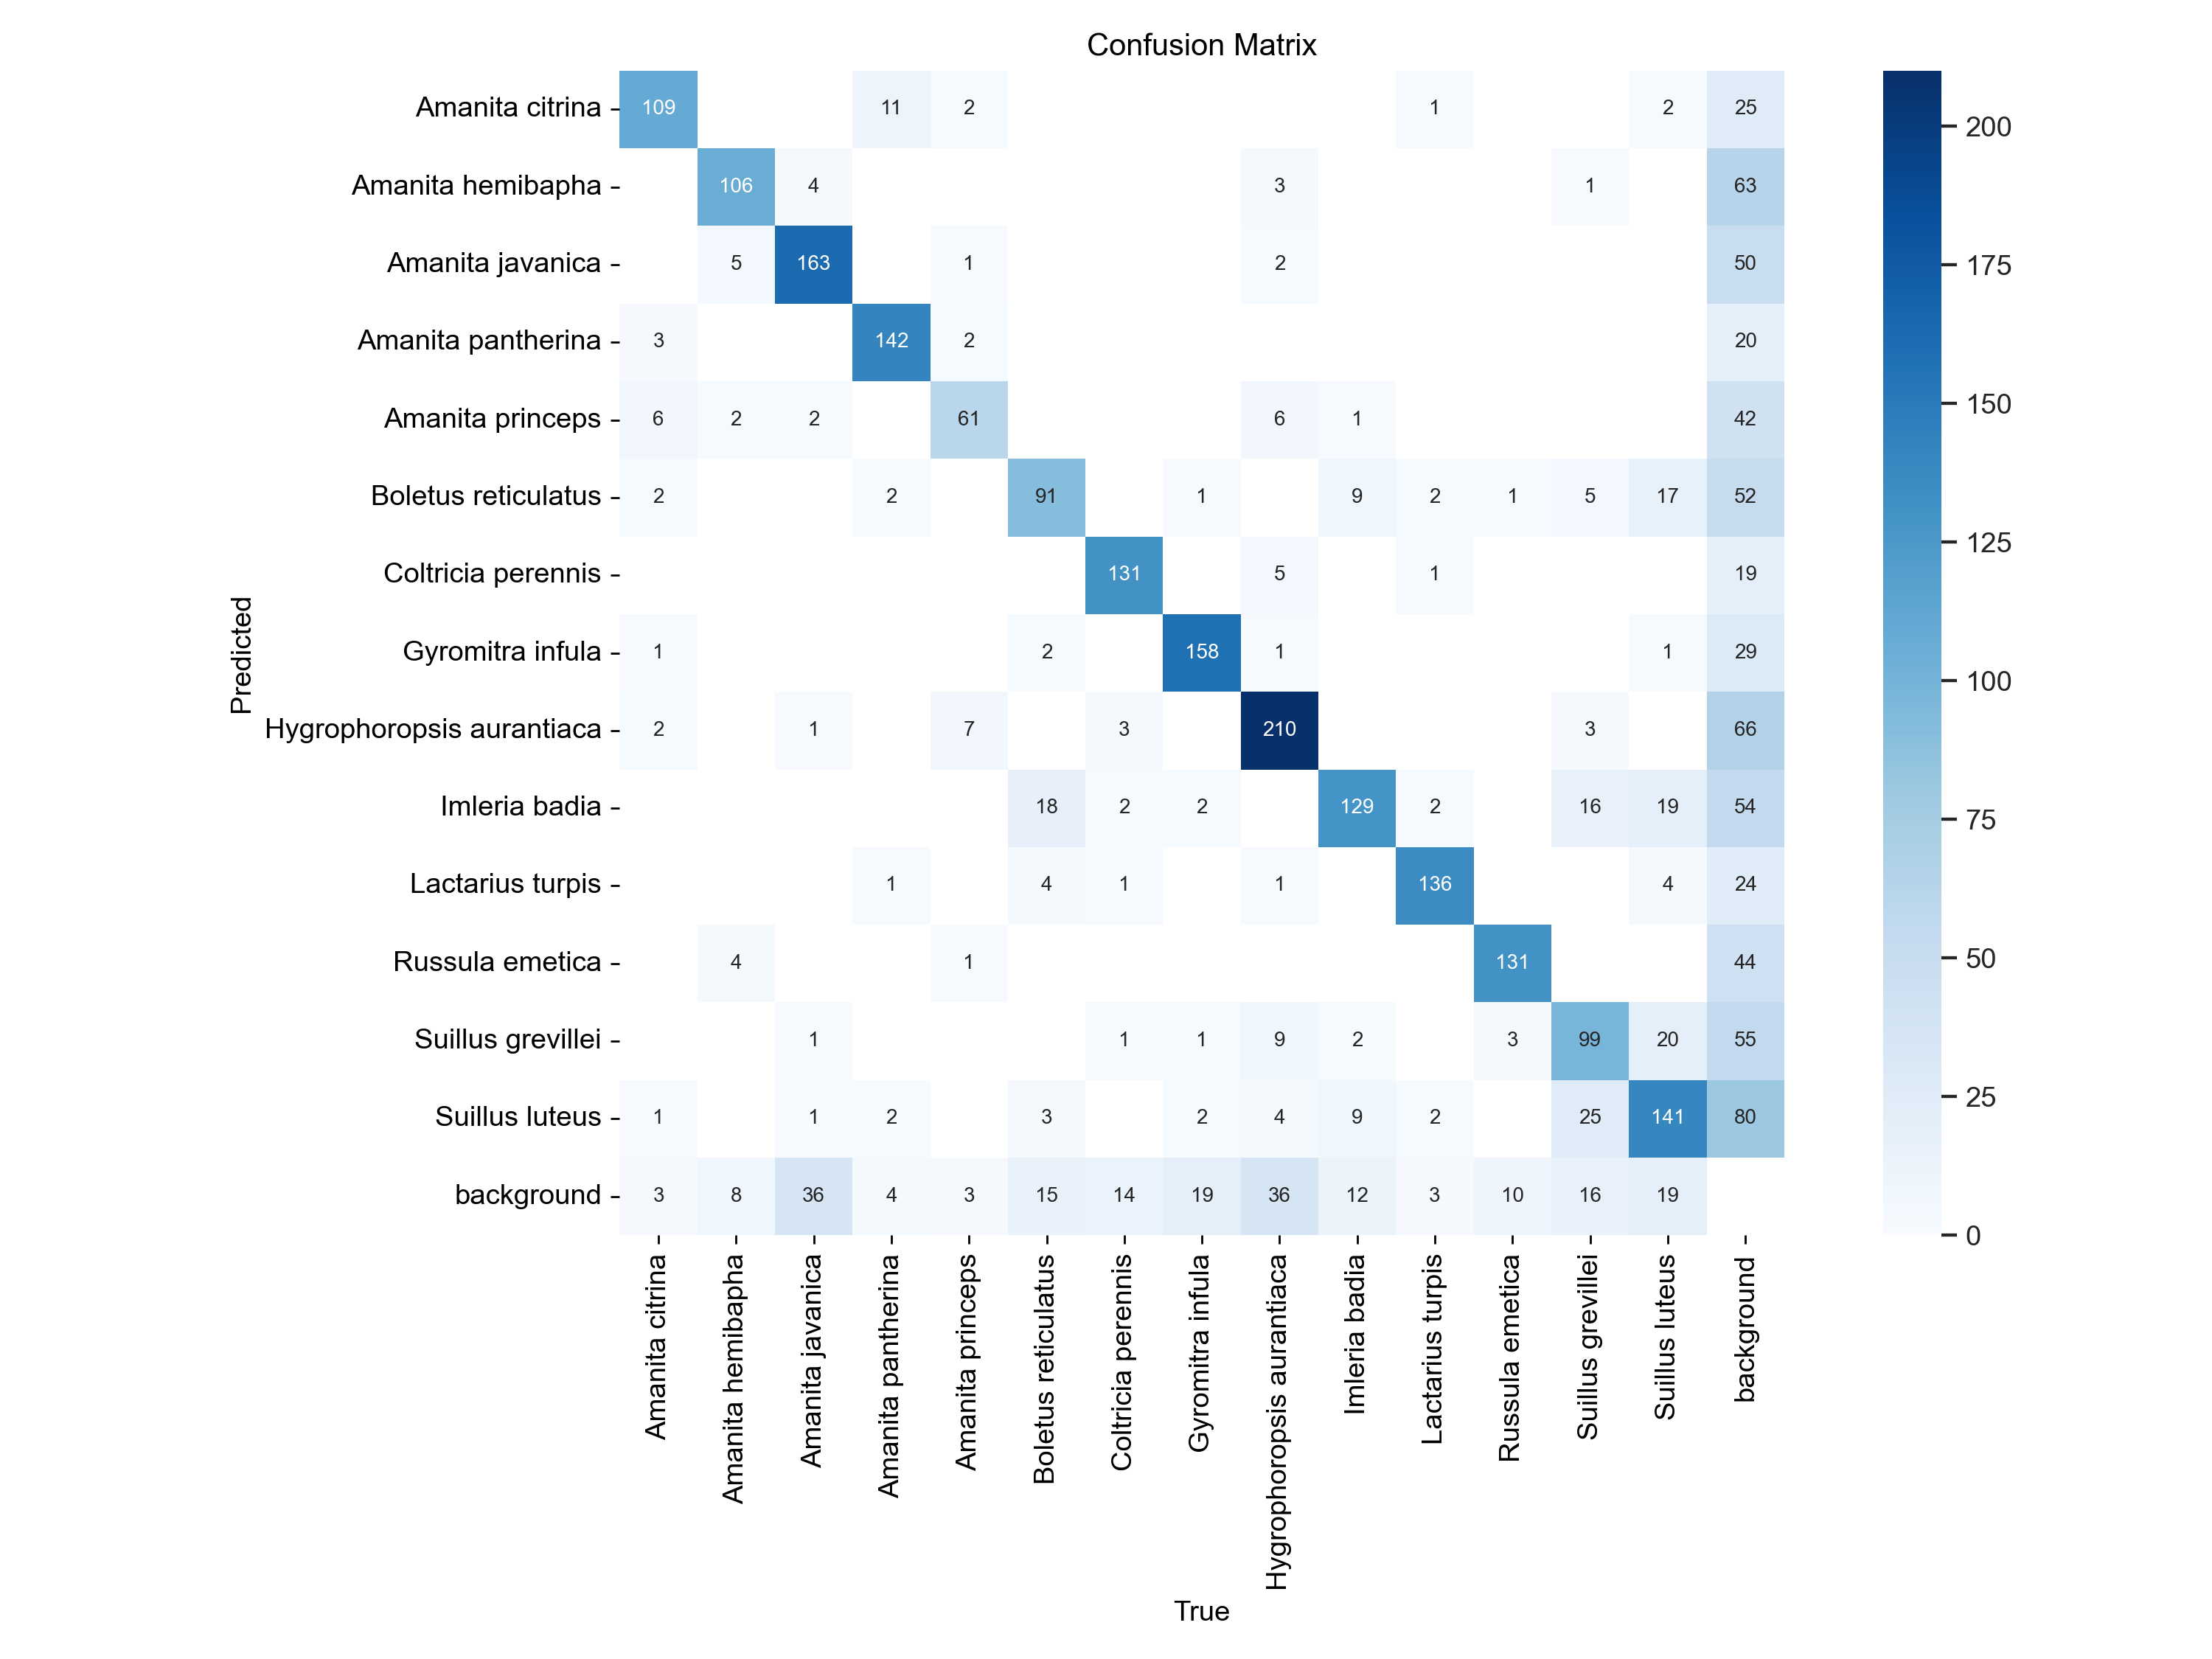 Confusion Matrix
Amanita citrina 109 11 2 1 2 25
Amanita hemibapha 106 4 3 1 63
Amanita javanica 5 163 1 2 50
Amanita pantherina 3 142 2 20
Amanita princeps 6 2 2 61 6 1 42
Boletus reticulatus 2 2 91 1 9 2 1 5 17 52
Coltricia perennis 131 5 1 19
Gyromitra infula 1 2 158 1 1 29
Hygrophoropsis aurantiaca 2 1 7 3 210 3 66
Imleria badia 18 2 2 129 2 16 19 54
Lactarius turpis 1 4 1 1 136 4 24
Russula emetica 4 1 131 44
Suillus grevillei 1 1 1 9 2 3 99 20 55
Suillus luteus 1 1 2 3 2 4 9 2 25 141 80
background 3 8 36 4 3 15 14 19 36 12 3 10 16 19
Predicted
Amanita citrina
Amanita hemibapha
Amanita javanica
Amanita pantherina
Amanita princeps
Boletus reticulatus
Coltricia perennis
Gyromitra infula
Hygrophoropsis aurantiaca
Imleria badia
Lactarius turpis
Russula emetica
Suillus grevillei
Suillus luteus
background
True
200
175
150
125
100
75
50
25
0